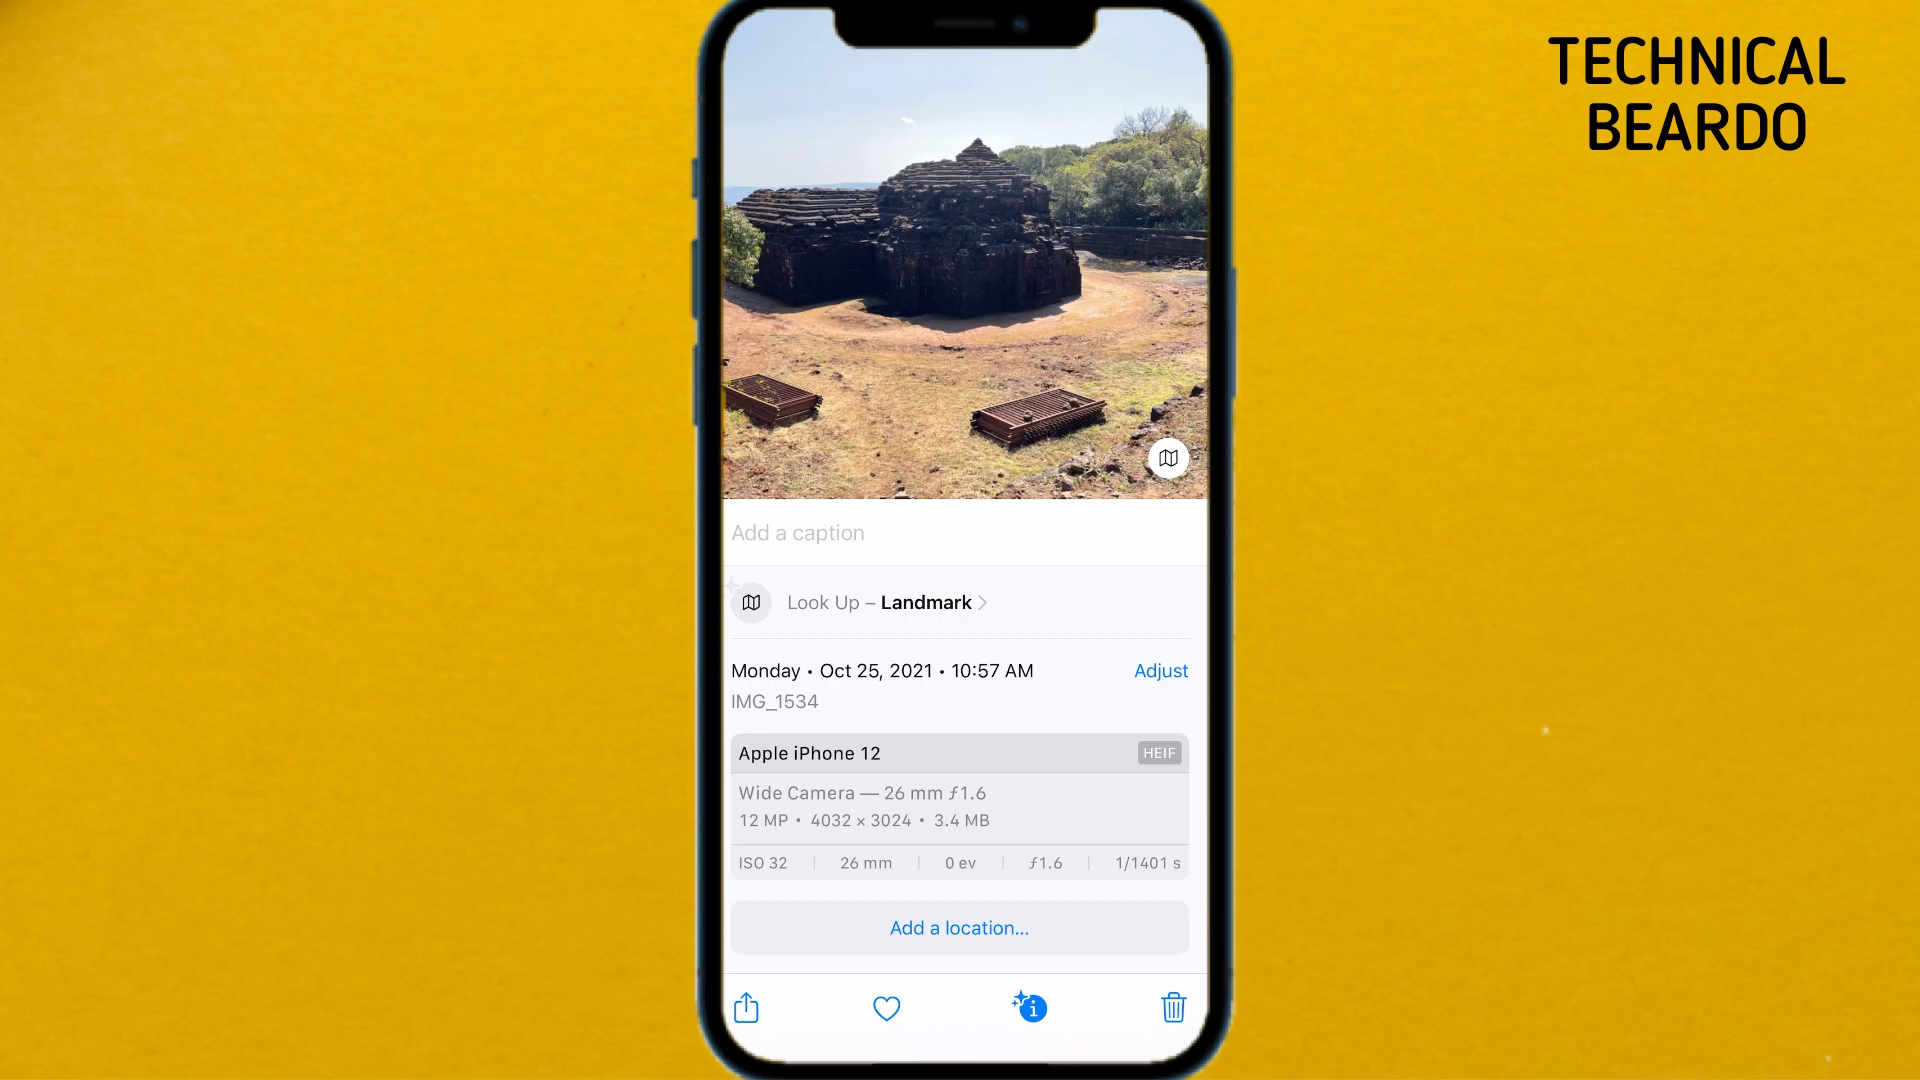 TECHNICAL
BEARDO
Add a caption
Look Up – Landmark
Monday • Oct 25, 2021 • 10:57 AM
Adjust
IMG_1534
Apple iPhone 12
HEIF
Wide Camera — 26 mm ƒ1.6
12 MP • 4032 × 3024 • 3.4 MB
ISO 32 | 26 mm | 0 ev | ƒ1.6 | 1/1401 s
Add a location...